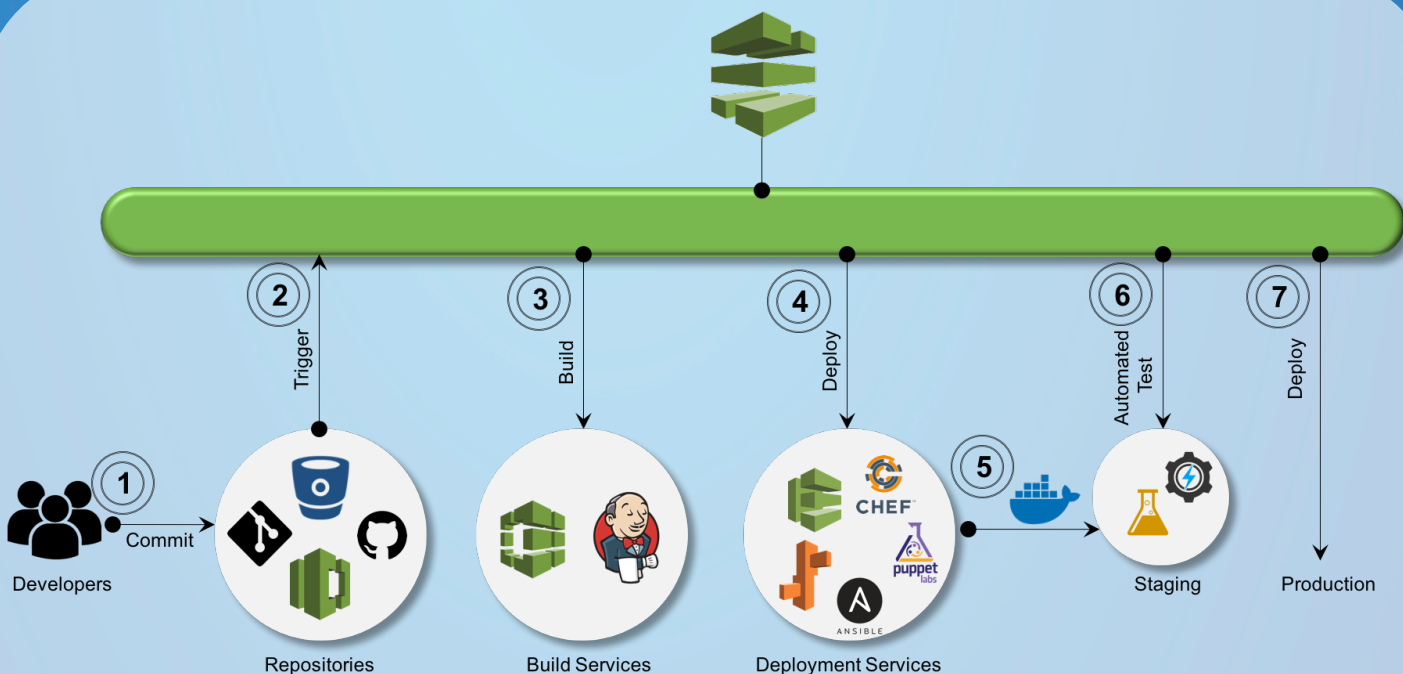 1
Commit
Developers
2
Trigger
Repositories
3
Build
Build Services
4
Deploy
CHEF™
puppet
labs
ANSIBLE
Deployment Services
5
6
Automated
Test
Staging
7
Deploy
Production